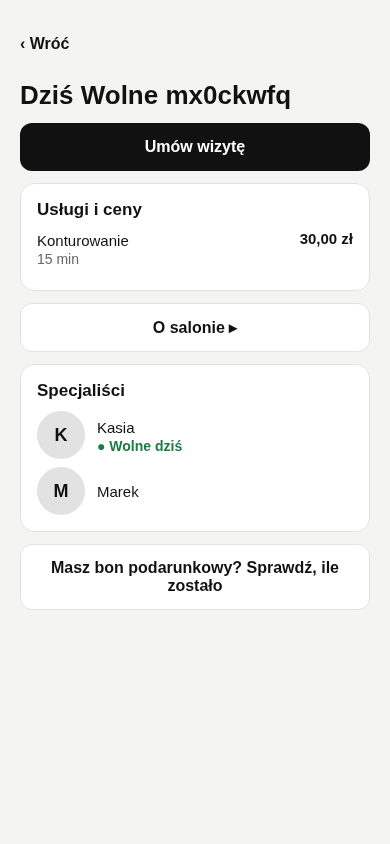 ‹ Wróć
Dziś Wolne mx0ckwfq
Umów wizytę
Usługi i ceny
Konturowanie
30,00 zł
15 min
O salonie ▸
Specjaliści
K
Kasia
● Wolne dziś
M
Marek
Masz bon podarunkowy? Sprawdź, ile
zostało